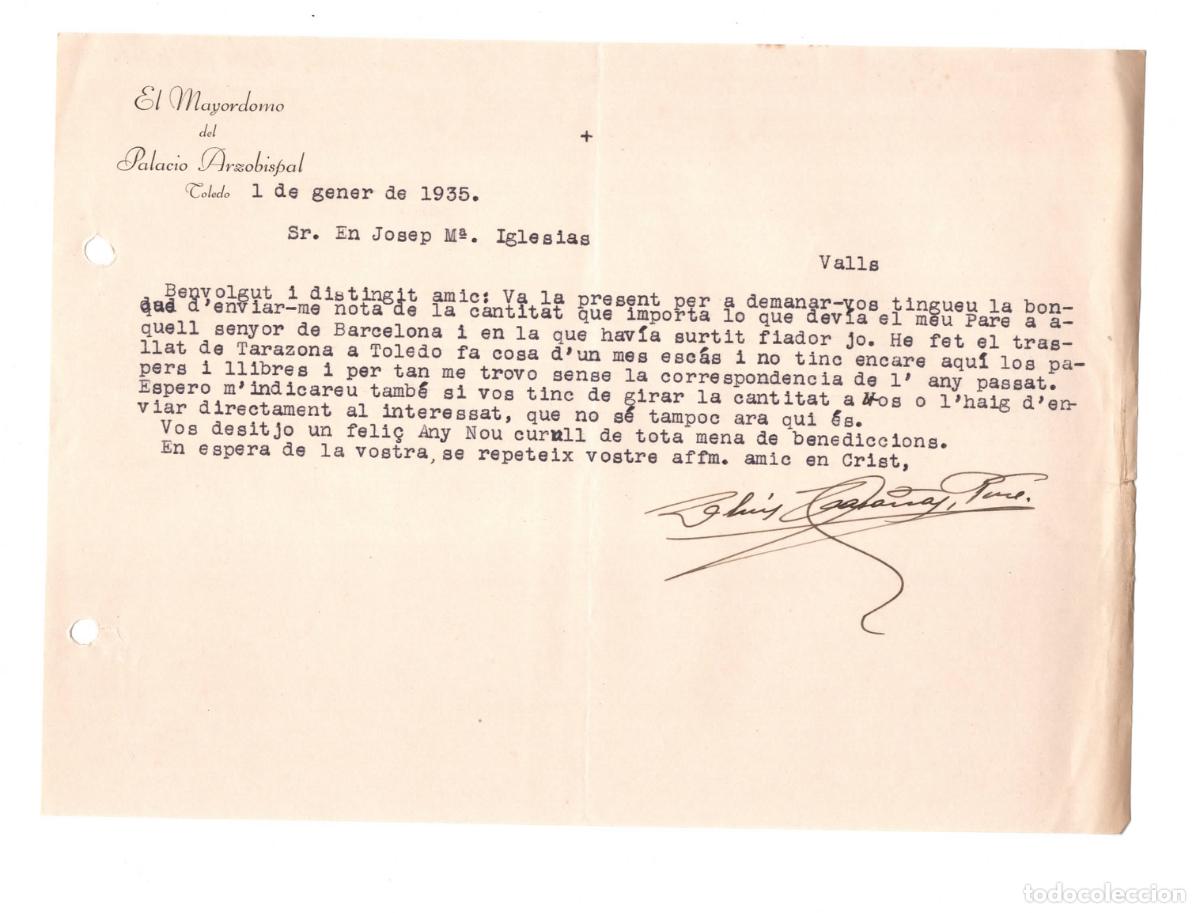 El Mayordomo
del
Palacio Arzobispal
Toledo 1 de gener de 1935.
+
Sr. En Josep Mª. Iglesias
Valls
Benvolgut i distingit amic: Va la present per a demanar-vos tingueu la bon-
dad d'enviar-me nota de la cantitat que importa lo que devía el meu Pare a a-
quell senyor de Barcelona i en la que havía surtit fiador jo. He fet el tras-
llat de Tarazona a Toledo fa cosa d'un mes escás i no tinc encare aquí los pa-
pers i llibres i per tan me trovo sense la correspondencia de l' any passat.
Espero m'indicareu també si vos tinc de girar la cantitat a vos o l'haig d'en-
viar directament al interessat, que no sé tampoc ara qui és.
Vos desitjo un feliç Any Nou curull de tota mena de benediccions.
En espera de la vostra, se repeteix vostre affm. amic en Crist,
todocoleccion